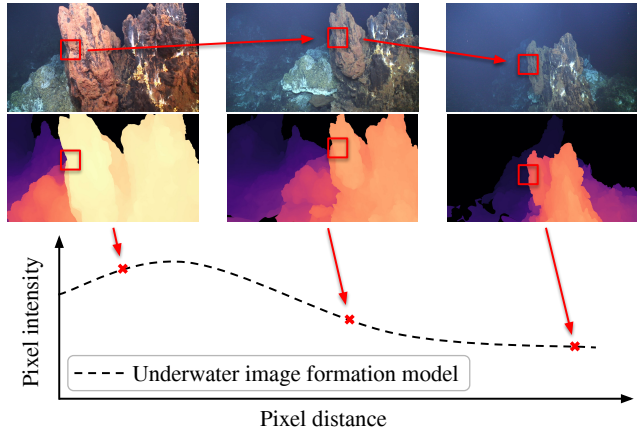 Pixel intensity
Underwater image formation model
Pixel distance